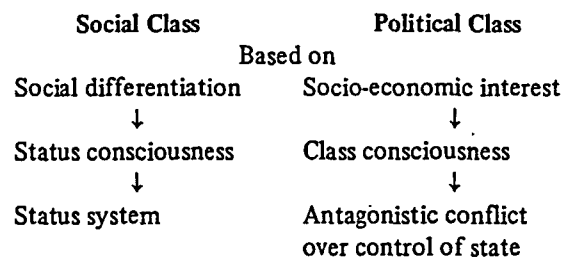 Social Class Political Class
Based on
Social differentiation Socio-economic interest
↓ ↓
Status consciousness Class consciousness
↓ ↓
Status system Antagonistic conflict
over control of state